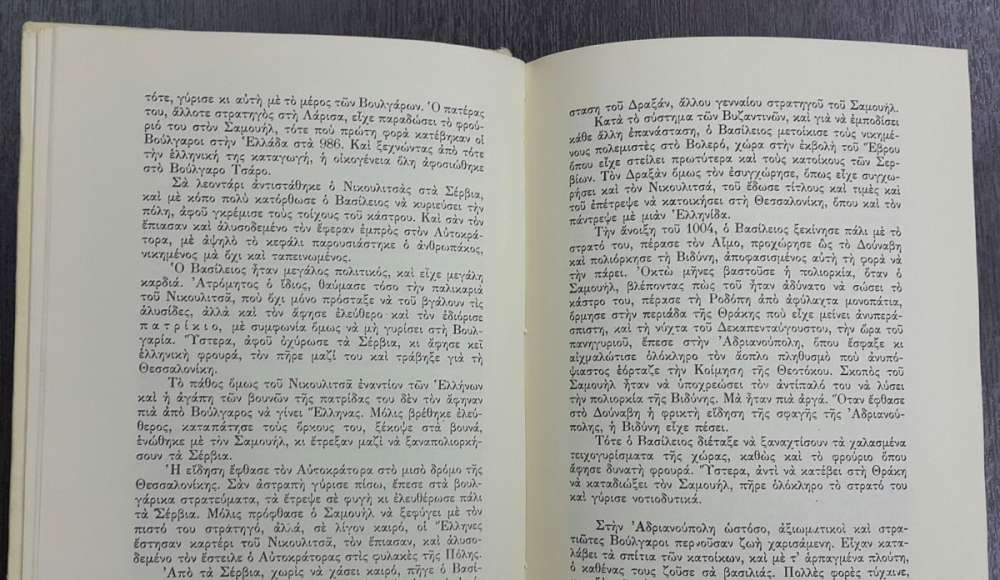 τότε, γύρισε κι αὐτὴ μὲ τὸ μέρος τῶν Βουλγάρων. Ὁ πατέρας
του, ἄλλοτε στρατηγὸς στὴ Λάρισα, εἶχε παραδώσει τὸ φρού-
ριό του στὸν Σαμουήλ, τότε ποὺ πρώτη φορὰ κατέβηκαν οἱ
Βούλγαροι στὴν Ἑλλάδα στὰ 986. Καὶ ξεχνώντας ἀπὸ τότε
τὴν ἑλληνική της καταγωγή, ἡ οἰκογένεια ὅλη ἀφοσιώθηκε
στὸ Βούλγαρο Τσάρο.
Σὰ λεοντάρι ἀντιστάθηκε ὁ Νικουλιτσᾶς στὰ Σέρβια,
καὶ μὲ κόπο πολὺ κατόρθωσε ὁ Βασίλειος νὰ κυριεύσει τὴν
πόλη, ἀφοῦ γκρέμισε τοὺς τοίχους τοῦ κάστρου. Καὶ σὰν τὸν
ἔπιασαν καὶ ἁλυσοδεμένο τὸν ἔφεραν ἐμπρὸς στὸν Αὐτοκρά-
τορα, μὲ ἀψηλὸ τὸ κεφάλι παρουσιάστηκε ὁ ἀνθρωπάκος,
νικημένος μὰ ὄχι καὶ ταπεινωμένος.
Ὁ Βασίλειος ἦταν μεγάλος πολιτικός, καὶ εἶχε μεγάλη
καρδιά. Ἀτρόμητος ὁ ἴδιος, θαύμασε τόσο τὴν παλικαριὰ
τοῦ Νικουλιτσᾶ, ποὺ ὄχι μόνο πρόσταξε νὰ τοῦ βγάλουν τὶς
ἁλυσίδες, ἀλλὰ καὶ τὸν ἄφησε ἐλεύθερο καὶ τὸν ἐδιόρισε
πατρίκιο, μὲ συμφωνία ὅμως νὰ μὴ γυρίσει στὴ Βουλ-
γαρία. Ὕστερα, ἀφοῦ ὀχύρωσε τὰ Σέρβια, κι ἄφησε κεῖ
ἑλληνικὴ φρουρά, τὸν πῆρε μαζί του καὶ τράβηξε γιὰ τὴ
Θεσσαλονίκη.
Τὸ πάθος ὅμως τοῦ Νικουλιτσᾶ ἐναντίον τῶν Ἑλλήνων
καὶ ἡ ἀγάπη τῶν βουνῶν τῆς πατρίδας του δὲν τὸν ἄφηναν
πιὰ ἀπὸ Βούλγαρος νὰ γίνει Ἕλληνας. Μόλις βρέθηκε ἐλεύ-
θερος, καταπάτησε τοὺς ὅρκους του, ξέκοψε στὰ βουνά,
ἑνώθηκε μὲ τὸν Σαμουήλ, κι ἔτρεξαν μαζὶ νὰ ξαναπολιορκή-
σουν τὰ Σέρβια.
Ἡ εἴδηση ἔφθασε τὸν Αὐτοκράτορα στὸ μισὸ δρόμο τῆς
Θεσσαλονίκης. Σὰν ἀστραπὴ γύρισε πίσω, ἔπεσε στὰ βουλ-
γάρικα στρατεύματα, τὰ ἔτρεψε σὲ φυγὴ κι ἐλευθέρωσε πάλι
τὰ Σέρβια. Μόλις πρόφθασε ὁ Σαμουὴλ νὰ ξεφύγει μὲ τὸν
πιστό του στρατηγό, ἀλλά, σὲ λίγον καιρό, οἱ Ἕλληνες
ἔστησαν καρτέρι τοῦ Νικουλιτσᾶ, τὸν ἔπιασαν, καὶ ἁλυσο-
δεμένο τὸν ἔστειλε ὁ Αὐτοκράτορας στὶς φυλακὲς τῆς Πόλης.
Ἀπὸ τὰ Σέρβια, χωρὶς νὰ χάσει καιρό, πῆγε ὁ Βασί-
σταση τοῦ Δραξάν, ἄλλου γενναίου στρατηγοῦ τοῦ Σαμουήλ.
Κατὰ τὸ σύστημα τῶν Βυζαντινῶν, καὶ γιὰ νὰ ἐμποδίσει
κάθε ἄλλη ἐπανάσταση, ὁ Βασίλειος μετοίκισε τοὺς νικημέ-
νους πολεμιστὲς στὸ Βολερό, χώρα στὴν ἐκβολὴ τοῦ Ἕβρου
ὅπου εἶχε στείλει πρωτύτερα καὶ τοὺς κατοίκους τῶν Σερ-
βίων. Τὸν Δραξὰν ὅμως τὸν ἐσυγχώρησε, ὅπως εἶχε συγχω-
ρήσει καὶ τὸν Νικουλιτσά, τοῦ ἔδωσε τίτλους καὶ τιμὲς καὶ
τοῦ ἐπέτρεψε νὰ κατοικήσει στὴ Θεσσαλονίκη, ὅπου καὶ τὸν
πάντρεψε μὲ μιὰν Ἑλληνίδα.
Τὴν ἄνοιξη τοῦ 1004, ὁ Βασίλειος ξεκίνησε πάλι μὲ τὸ
στρατό του, πέρασε τὸν Αἷμο, προχώρησε ὣς τὸ Δούναβη
καὶ πολιόρκησε τὴ Βιδύνη, ἀποφασισμένος αὐτὴ τὴ φορὰ νὰ
τὴν πάρει. Ὀκτὼ μῆνες βαστοῦσε ἡ πολιορκία, ὅταν ὁ
Σαμουήλ, βλέποντας πὼς τοῦ ἦταν ἀδύνατο νὰ σώσει τὸ
κάστρο του, πέρασε τὴ Ροδόπη ἀπὸ ἀφύλαχτα μονοπάτια,
ὅρμησε στὴν περιάδα τῆς Θράκης ποὺ εἶχε μείνει ἀνυπερά-
σπιστη, καὶ τὴ νύχτα τοῦ Δεκαπενταύγουστου, τὴν ὥρα τοῦ
πανηγυριοῦ, ἔπεσε στὴν Ἀδριανούπολη, ὅπου ἔσφαξε κι
αἰχμαλώτισε ὁλόκληρο τὸν ἄοπλο πληθυσμὸ ποὺ ἀνυπό-
ψιαστος ἑόρταζε τὴν Κοίμηση τῆς Θεοτόκου. Σκοπὸς τοῦ
Σαμουὴλ ἦταν νὰ ὑποχρεώσει τὸν ἀντίπαλό του νὰ λύσει
τὴν πολιορκία τῆς Βιδύνης. Μὰ ἦταν πιὰ ἀργά. Ὅταν ἔφθασε
στὸ Δούναβη ἡ φρικτὴ εἴδηση τῆς σφαγῆς τῆς Ἀδριανού-
πολης, ἡ Βιδύνη εἶχε πέσει.
Τότε ὁ Βασίλειος διέταξε νὰ ξαναχτίσουν τὰ χαλασμένα
τειχογυρίσματα τῆς χώρας, καθὼς καὶ τὸ φρούριο ὅπου
ἄφησε δυνατὴ φρουρά. Ὕστερα, ἀντὶ νὰ κατέβει στὴ Θράκη
νὰ καταδιώξει τὸν Σαμουήλ, πῆρε ὁλόκληρο τὸ στρατό του
καὶ γύρισε νοτιοδυτικά.
Στὴν Ἀδριανούπολη ὡστόσο, ἀξιωματικοὶ καὶ στρα-
τιῶτες Βούλγαροι περνοῦσαν ζωὴ χαρισάμενη. Εἶχαν κατα-
λάβει τὰ σπίτια τῶν κατοίκων, καὶ μὲ τ' ἁρπαγμένα πλούτη,
ὁ καθένας τους ζοῦσε σὰ βασιλιάς. Πολλὲς φορὲς τύχαινε